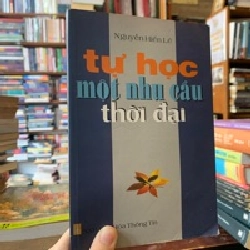 Nguyễn Hiến Lê
tự học
một nhu cầu
thời đại